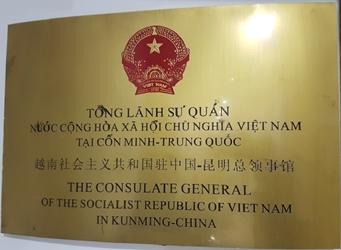 VIỆT NAM
TỔNG LÃNH SỰ QUÁN
NƯỚC CỘNG HÒA XÃ HỘI CHỦ NGHĨA VIỆT NAM
TẠI CÔN MINH-TRUNG QUỐC
越南社会主义共和国驻中国-昆明总领事馆
THE CONSULATE GENERAL
OF THE SOCIALIST REPUBLIC OF VIETNAM
IN KUNMING-CHINA